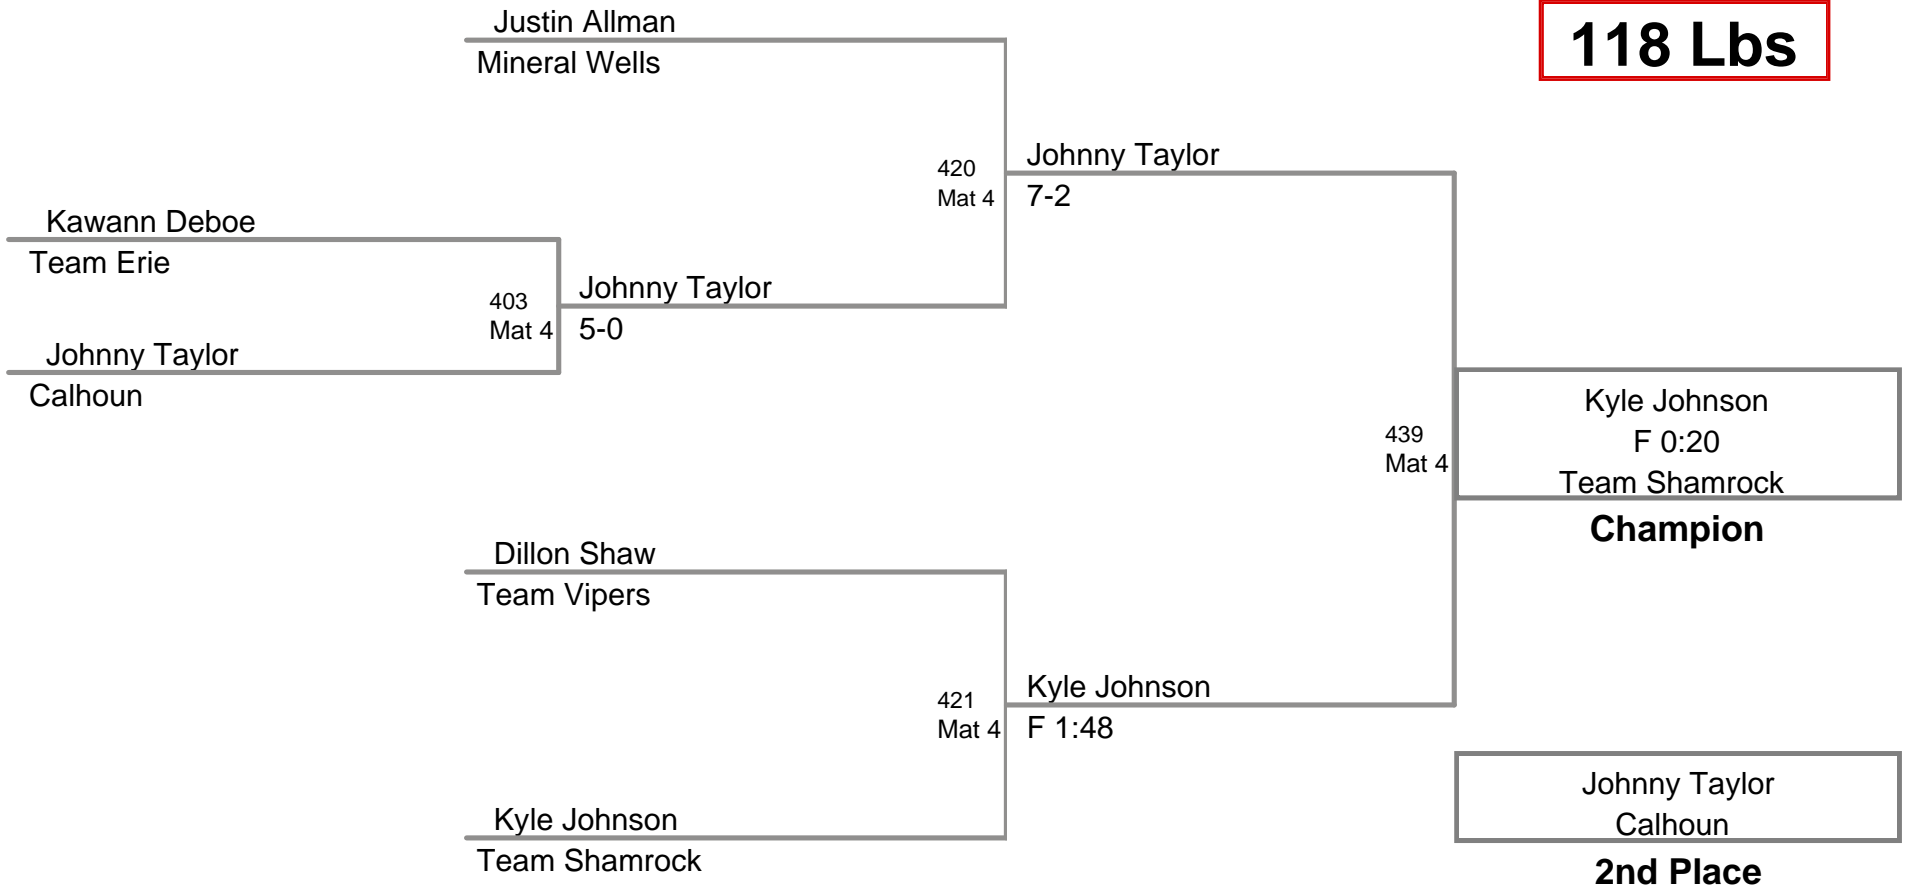 Justin Allman
Mineral Wells
118 Lbs
420
Mat 4
Johnny Taylor
7-2
Kawann Deboe
Team Erie
403
Mat 4
Johnny Taylor
5-0
Johnny Taylor
Calhoun
439
Mat 4
Kyle Johnson
F 0:20
Team Shamrock
Champion
Dillon Shaw
Team Vipers
421
Mat 4
Kyle Johnson
F 1:48
Kyle Johnson
Team Shamrock
Johnny Taylor
Calhoun
2nd Place